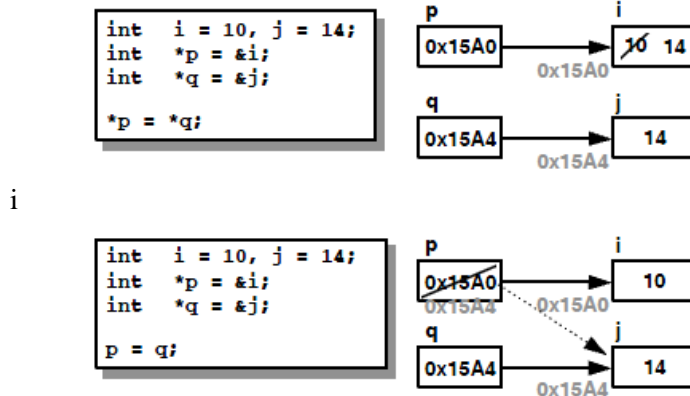 int i = 10, j = 14;
int *p = &i;
int *q = &j;
*p = *q;
p i
0x15A0 10 14
0x15A0
q j
0x15A4 14
0x15A4
i
int i = 10, j = 14;
int *p = &i;
int *q = &j;
p = q;
p i
0x15A0 10
0x15A4 0x15A0
q j
0x15A4 14
0x15A4